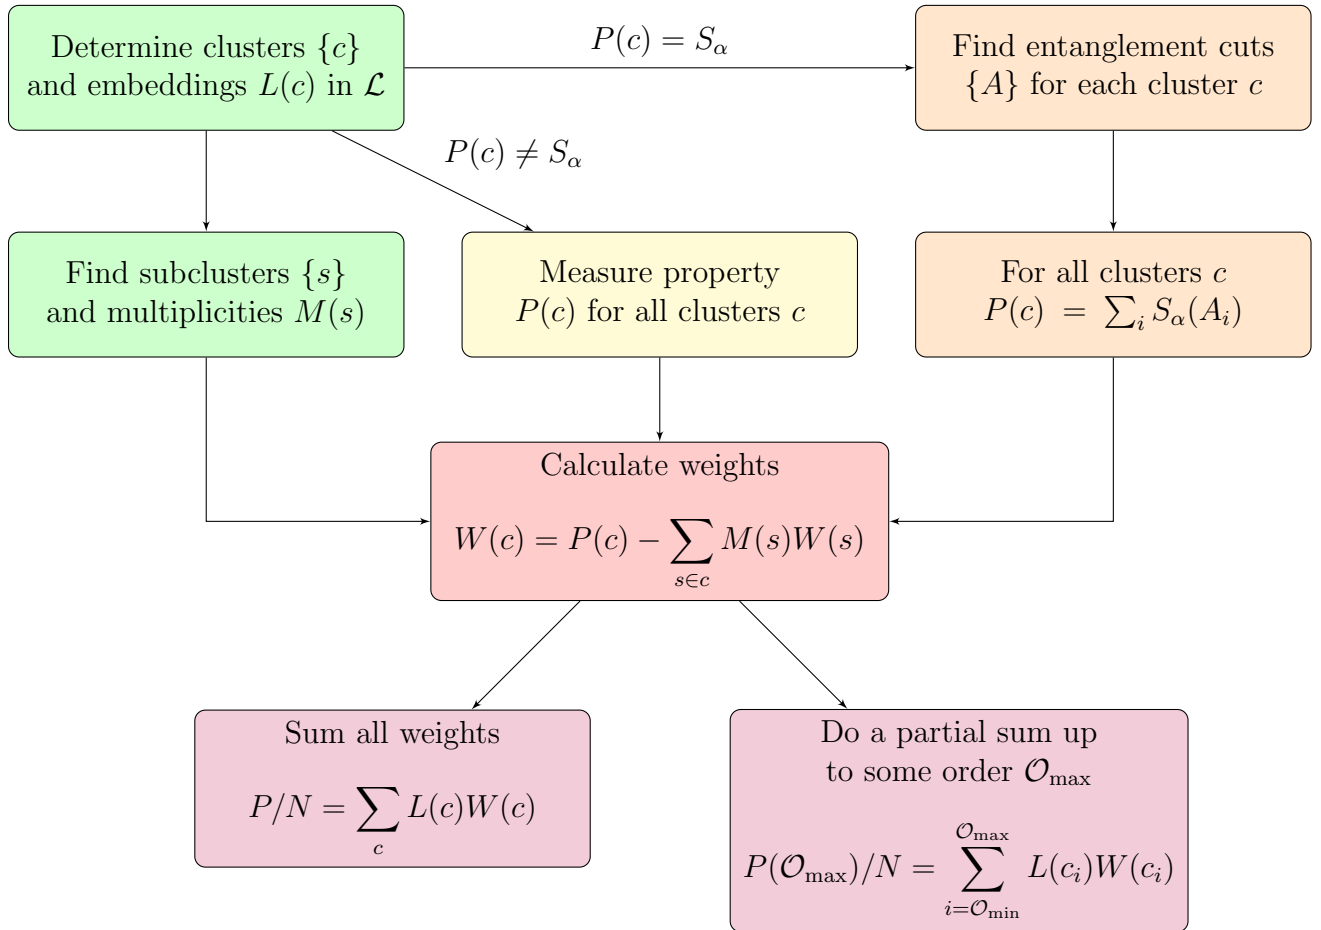 Determine clusters {c}
and embeddings L(c) in 𝓛
P(c) = S_α
Find entanglement cuts
{A} for each cluster c
P(c) ≠ S_α
Find subclusters {s}
and multiplicities M(s)
Measure property
P(c) for all clusters c
For all clusters c
P(c) = ∑_i S_α(A_i)
Calculate weights
W(c) = P(c) − ∑_{s∈c} M(s)W(s)
Sum all weights
P/N = ∑_c L(c)W(c)
Do a partial sum up
to some order 𝒪_max
P(𝒪_max)/N = ∑_{i=𝒪_min}^{𝒪_max} L(c_i)W(c_i)